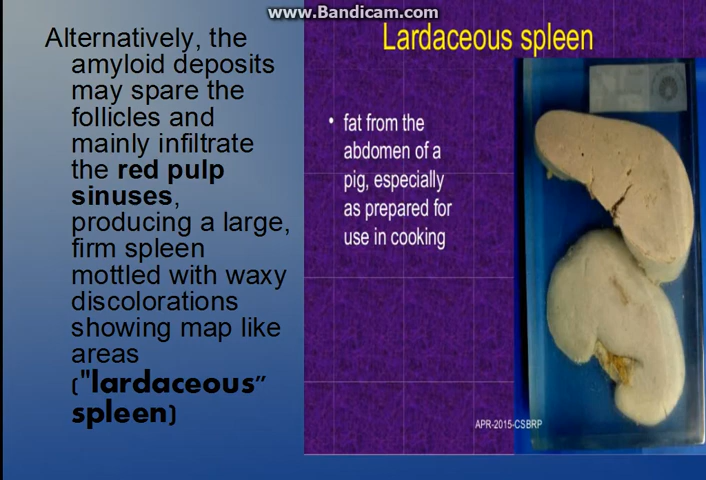 www.Bandicam.com
Alternatively, the
amyloid deposits
may spare the
follicles and
mainly infiltrate
the red pulp
sinuses,
producing a large,
firm spleen
mottled with waxy
discolorations
showing map like
areas
("lardaceous”
spleen)
Lardaceous spleen
• fat from the
abdomen of a
pig, especially
as prepared for
use in cooking
APR-2015-CSBRP